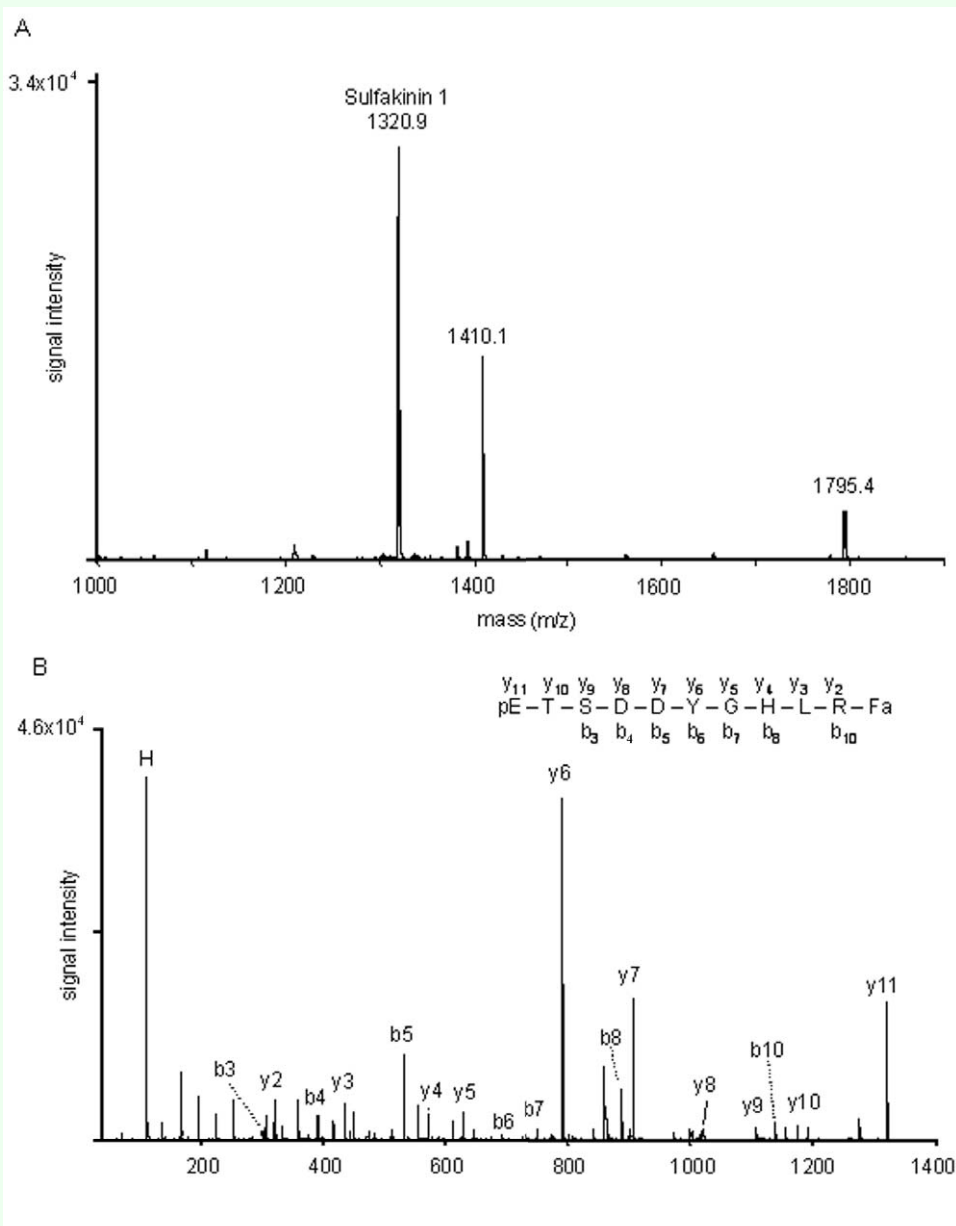 A
3.4x10⁴
Sulfakinin 1
1320.9
1410.1
1795.4
signal intensity
1000 1200 1400 1600 1800
mass (m/z)
B
y₁₁ y₁₀ y₉ y₈ y₇ y₆ y₅ y₄ y₃ y₂
pE–T–S–D–D–Y–G–H–L–R–Fa
b₃ b₄ b₅ b₆ b₇ b₈ b₁₀
4.6x10⁴
H
y6
y7
y11
b5
b8
b10
b3
y2
b4
y3
y4
y5
b6
b7
y8
y9
y10
signal intensity
200 400 600 800 1000 1200 1400